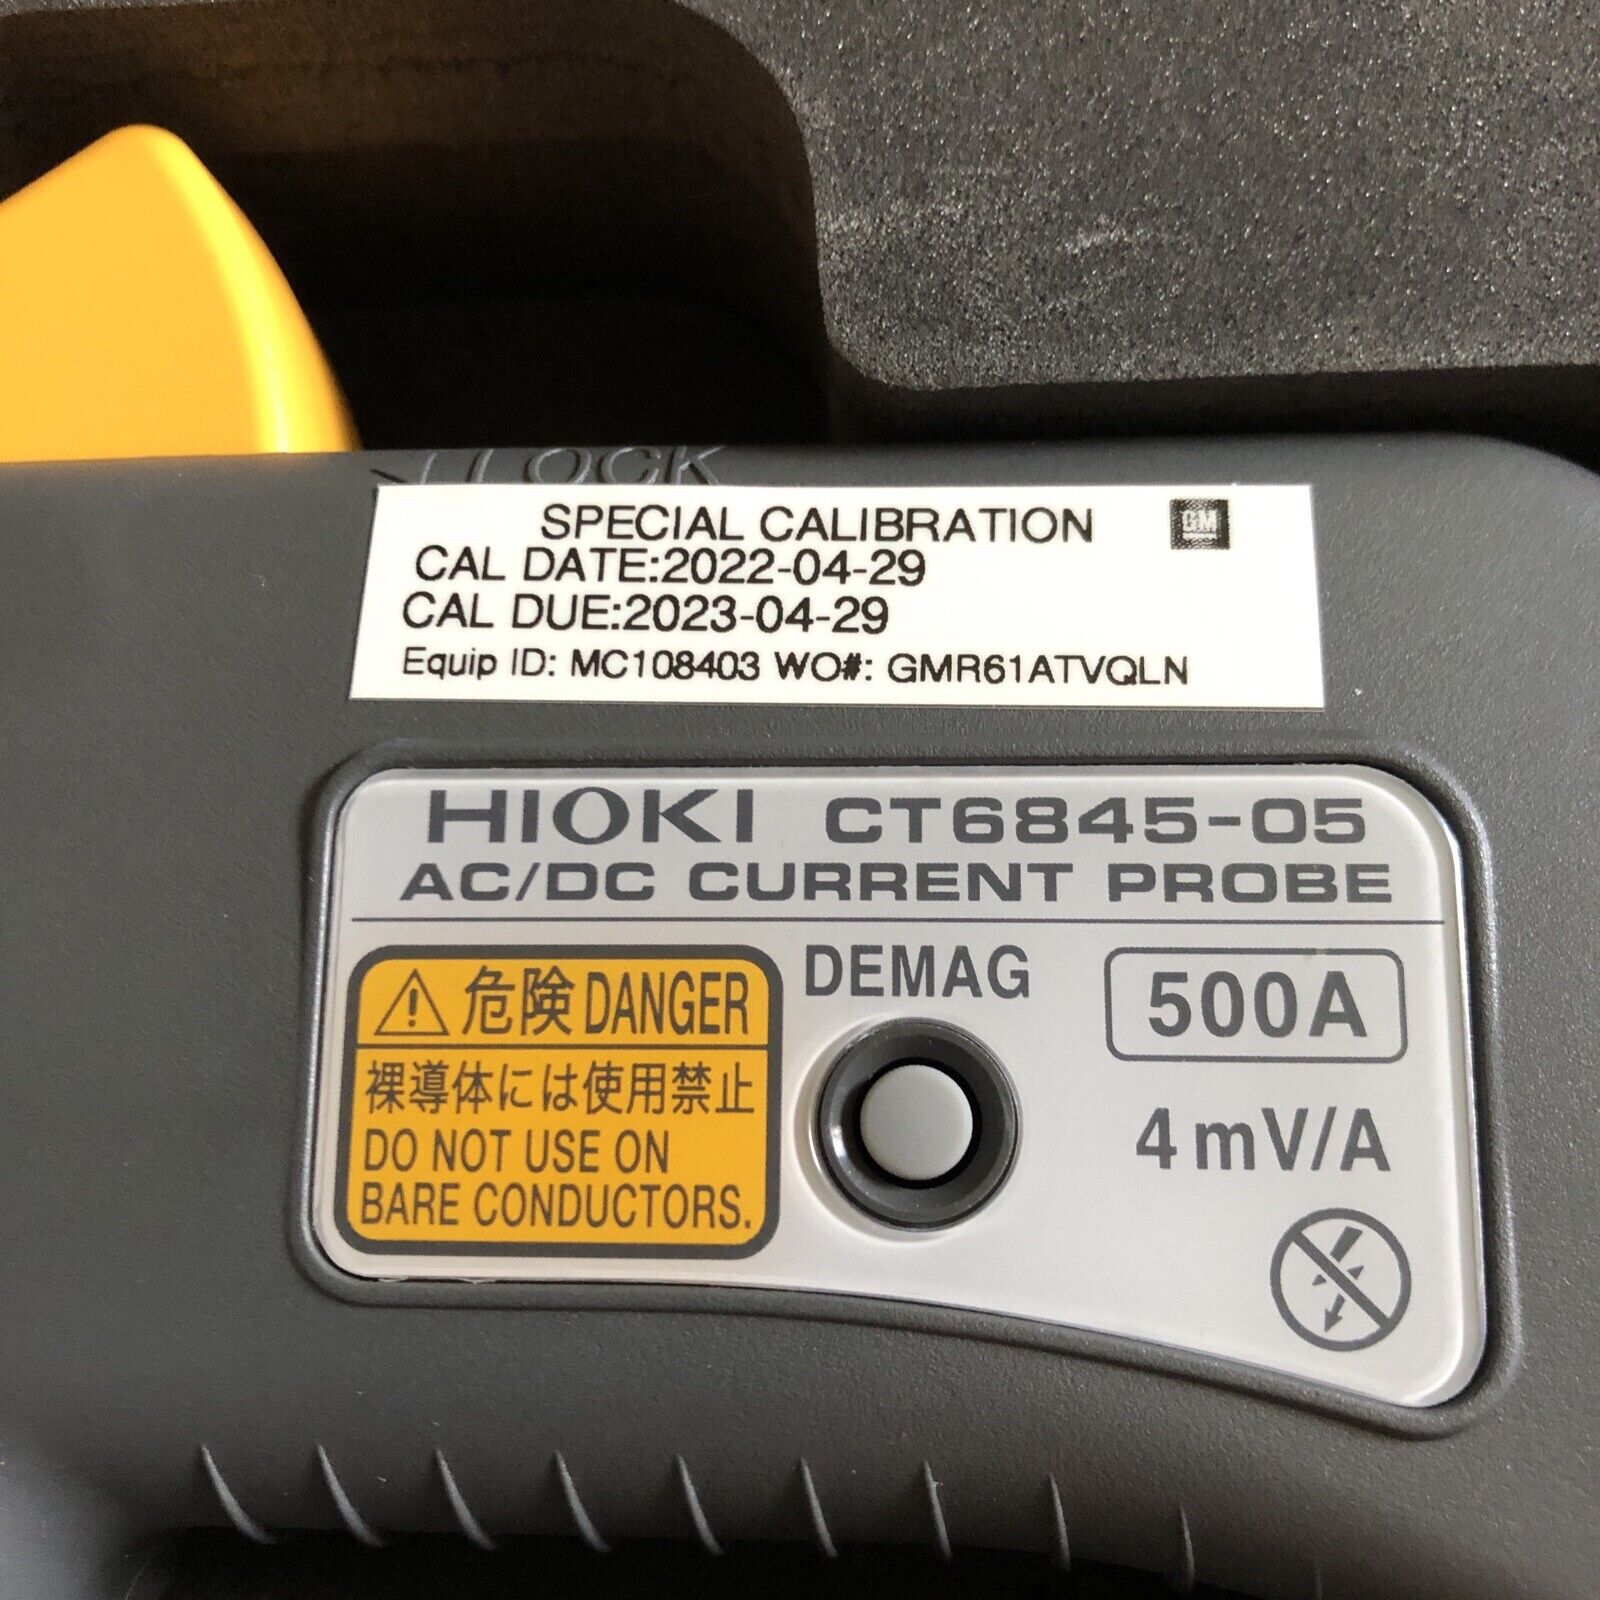 LOCK
SPECIAL CALIBRATION GM
CAL DATE:2022-04-29
CAL DUE:2023-04-29
Equip ID: MC108403 WO#: GMR61ATVQLN
HIOKI CT6845-05
AC/DC CURRENT PROBE
危険 DANGER
裸導体には使用禁止
DO NOT USE ON
BARE CONDUCTORS.
DEMAG
500A
4mV/A